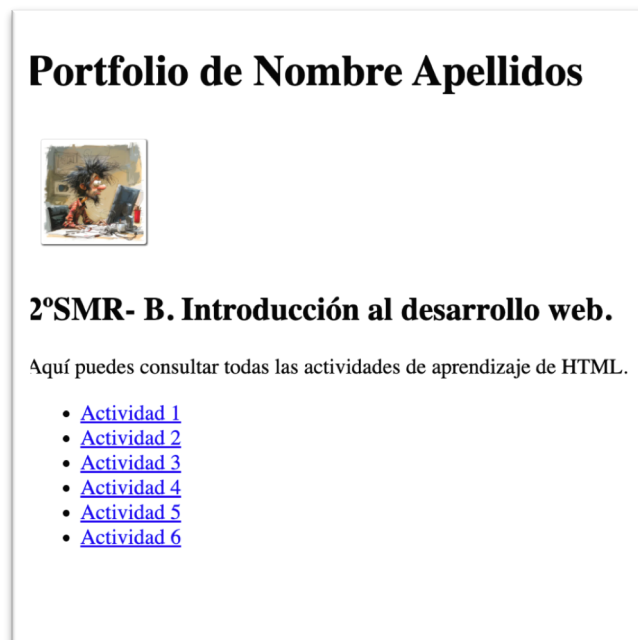 Portfolio de Nombre Apellidos
2ºSMR- B. Introducción al desarrollo web.
Aquí puedes consultar todas las actividades de aprendizaje de HTML.
Actividad 1
Actividad 2
Actividad 3
Actividad 4
Actividad 5
Actividad 6